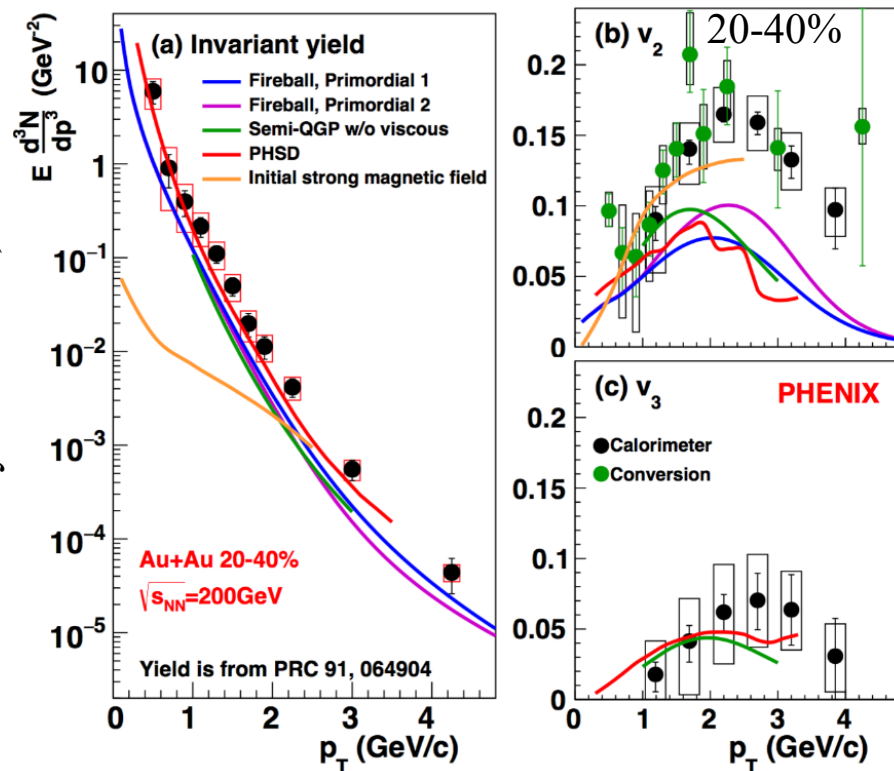 E d³N/dp³ (GeV⁻²)
(a) Invariant yield
Fireball, Primordial 1
Fireball, Primordial 2
Semi-QGP w/o viscous
PHSD
Initial strong magnetic field
10
1
10⁻¹
10⁻²
10⁻³
10⁻⁴
10⁻⁵
Au+Au 20-40%
√sNN=200GeV
Yield is from PRC 91, 064904
0 1 2 3 4
pT (GeV/c)
(b) v₂ 20-40%
0.2
0.15
0.1
0.05
0
(c) v₃ PHENIX
Calorimeter
Conversion
0.2
0.15
0.1
0.05
0
0 1 2 3 4
pT (GeV/c)